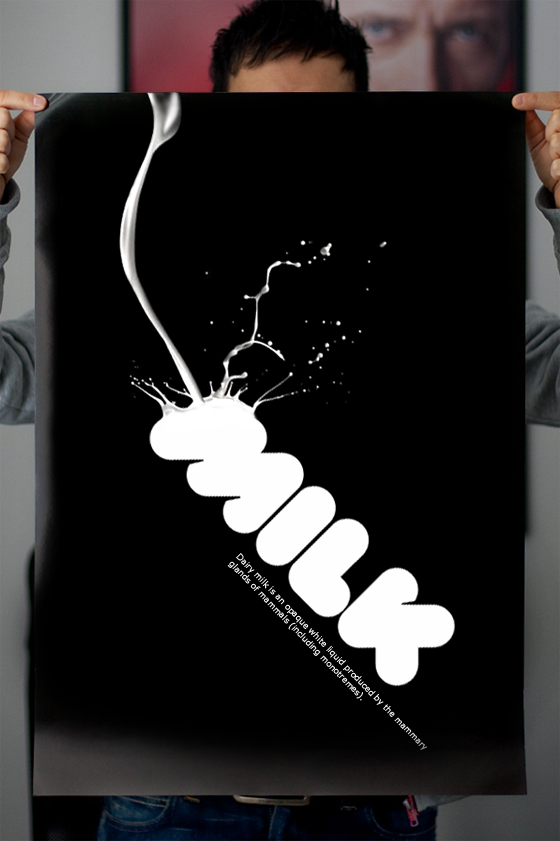 MILK
Dairy milk is an opaque white liquid produced by the mammary
glands of mammals (including monotremes).